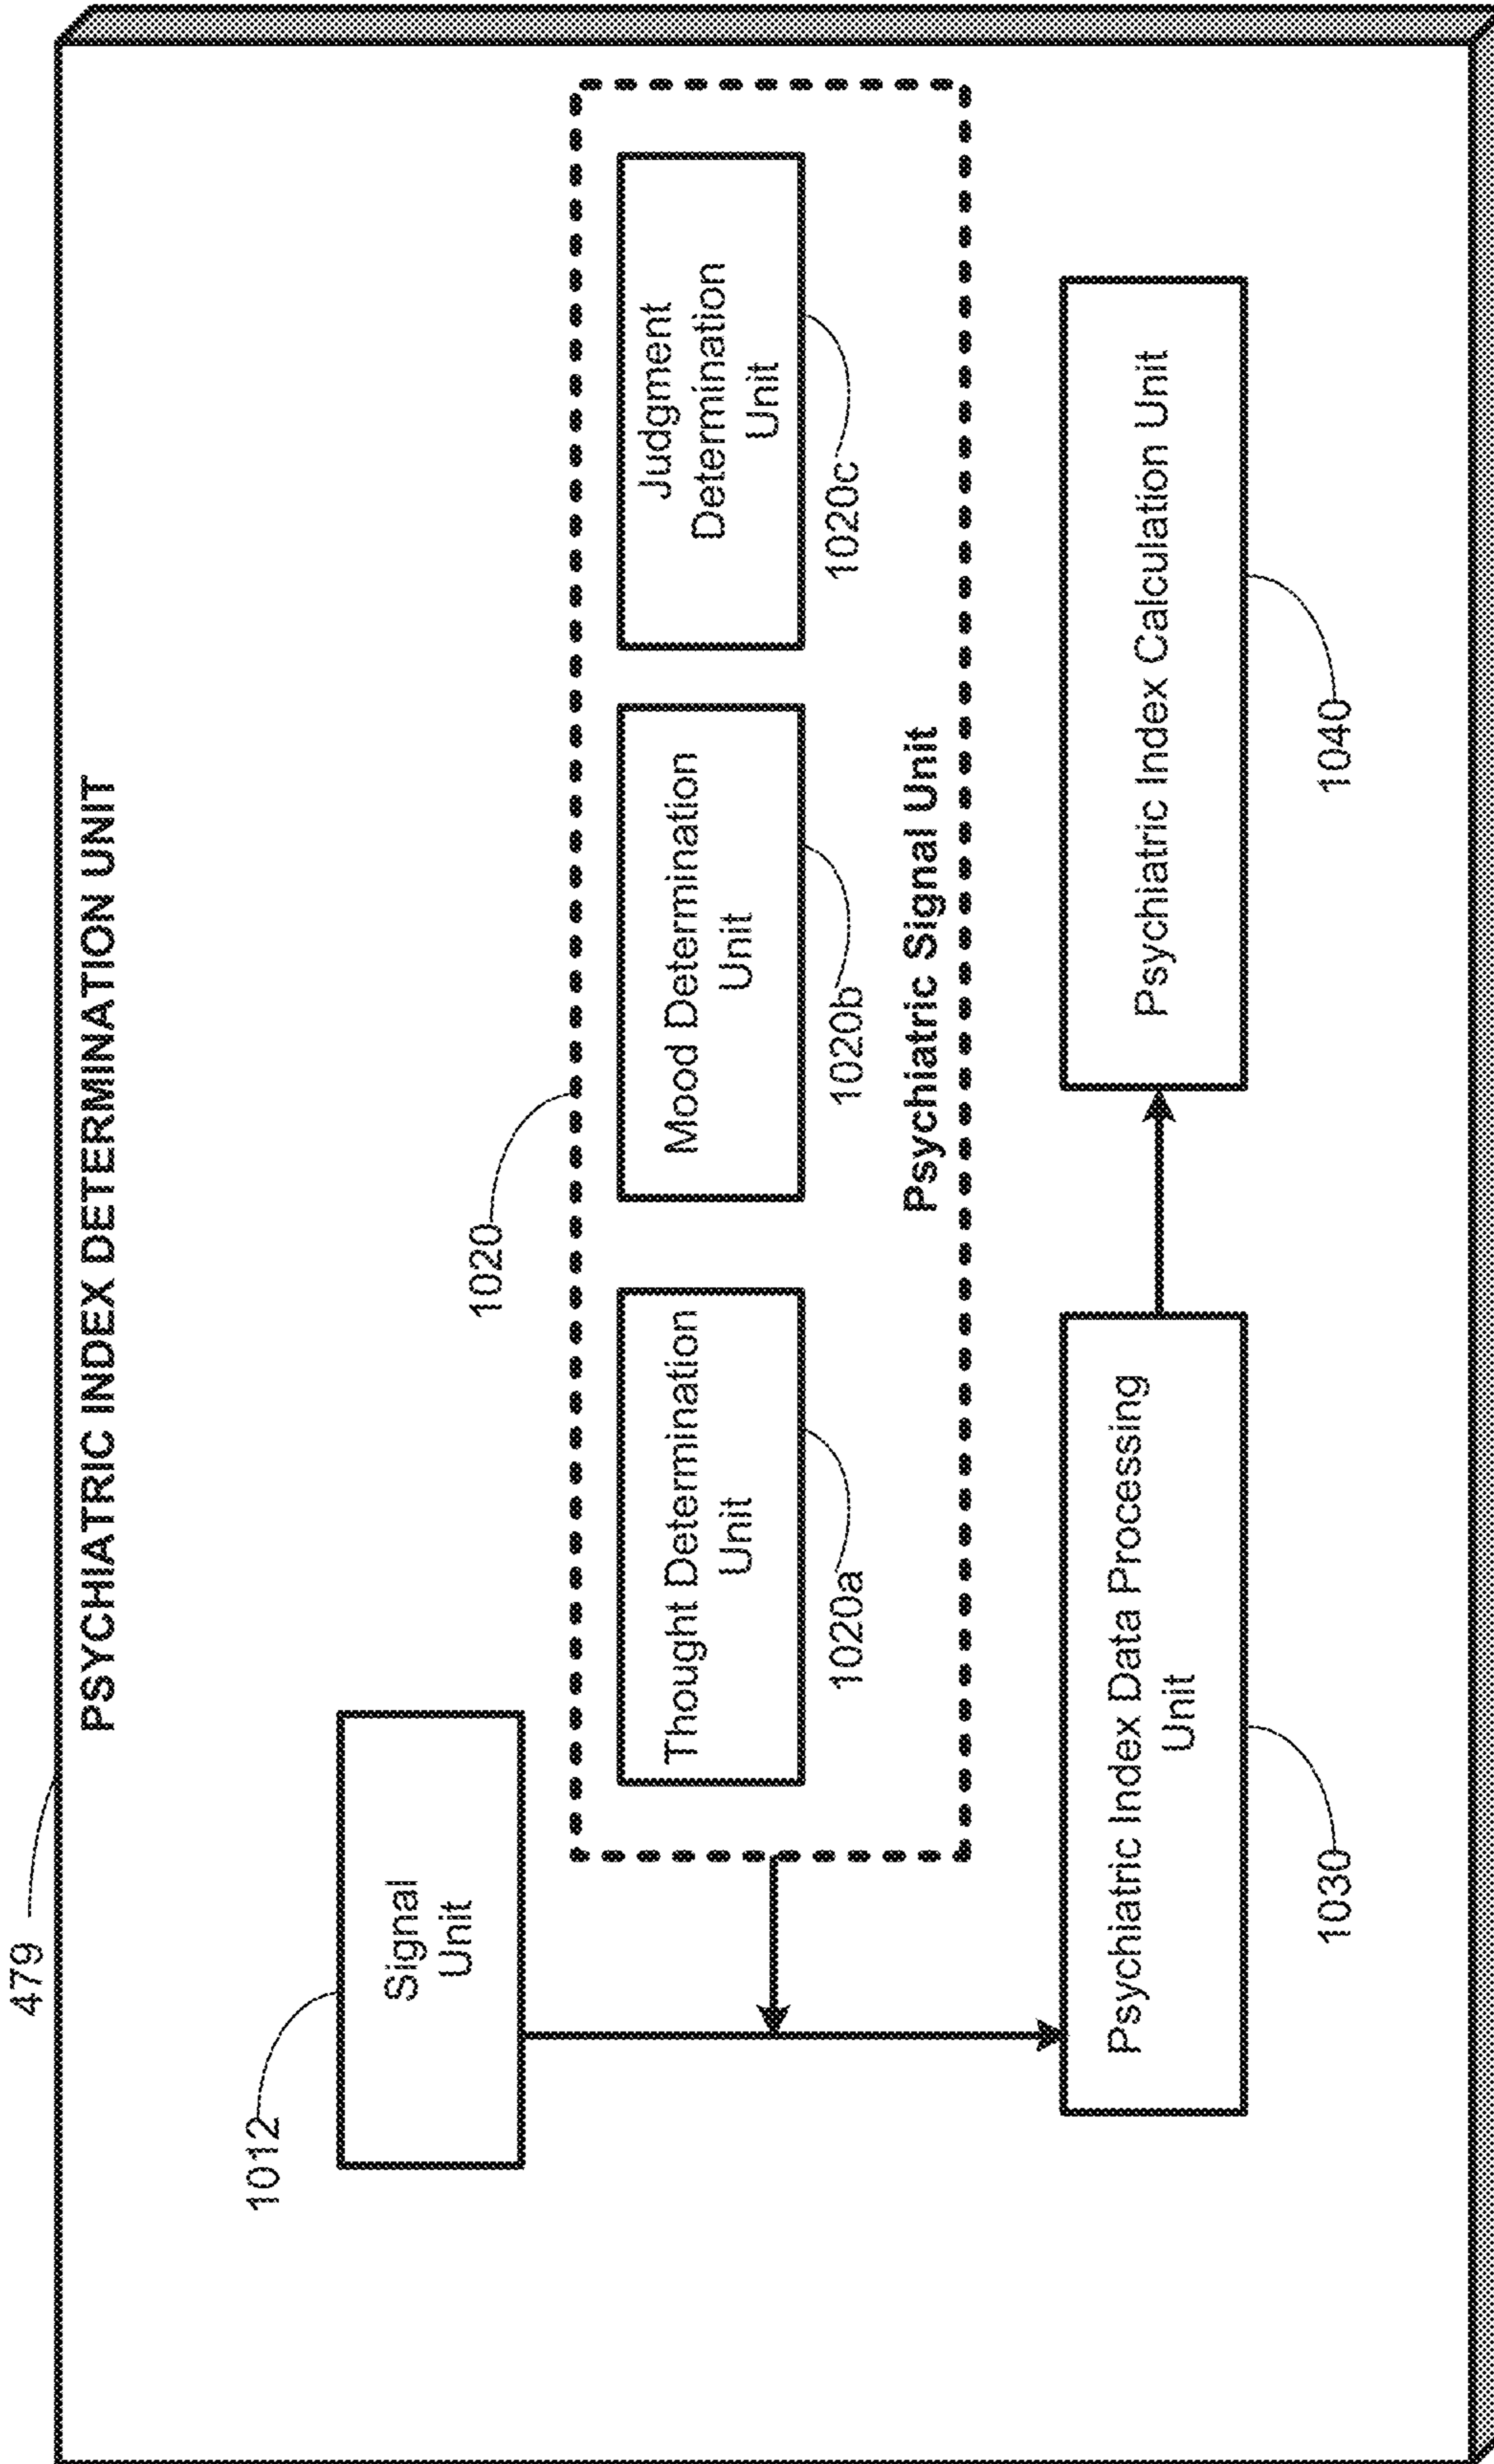 479
PSYCHIATRIC INDEX DETERMINATION UNIT
1012
Signal
Unit
1020
Thought Determination
Unit
1020a
Mood Determination
Unit
1020b
Judgment
Determination
Unit
1020c
Psychiatric Signal Unit
Psychiatric Index Data Processing
Unit
1030
Psychiatric Index Calculation Unit
1040